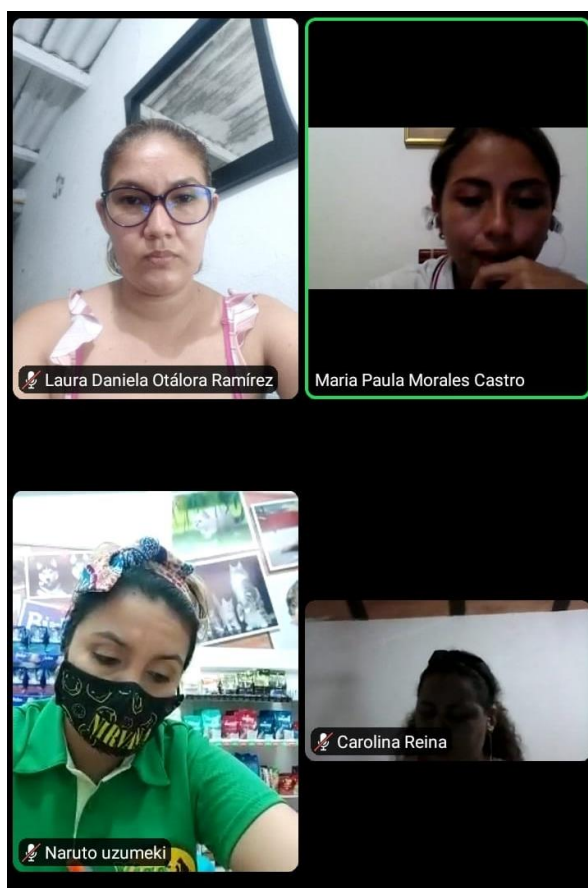 Laura Daniela Otálora Ramírez
Maria Paula Morales Castro
NIRVANA
Naruto uzumeki
Carolina Reina